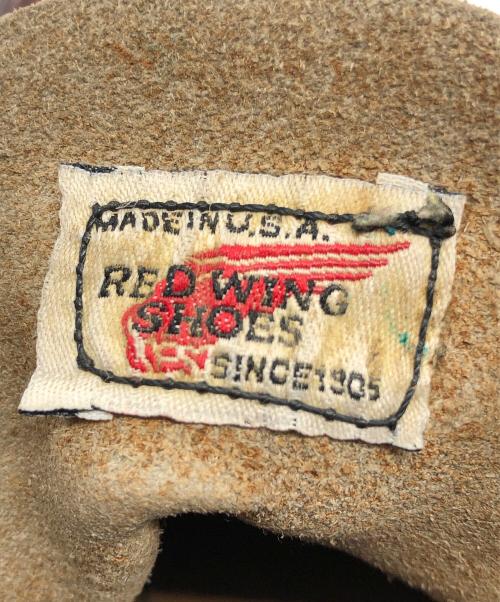 MADE IN U.S.A.
RED WING
SHOES
SINCE 1905